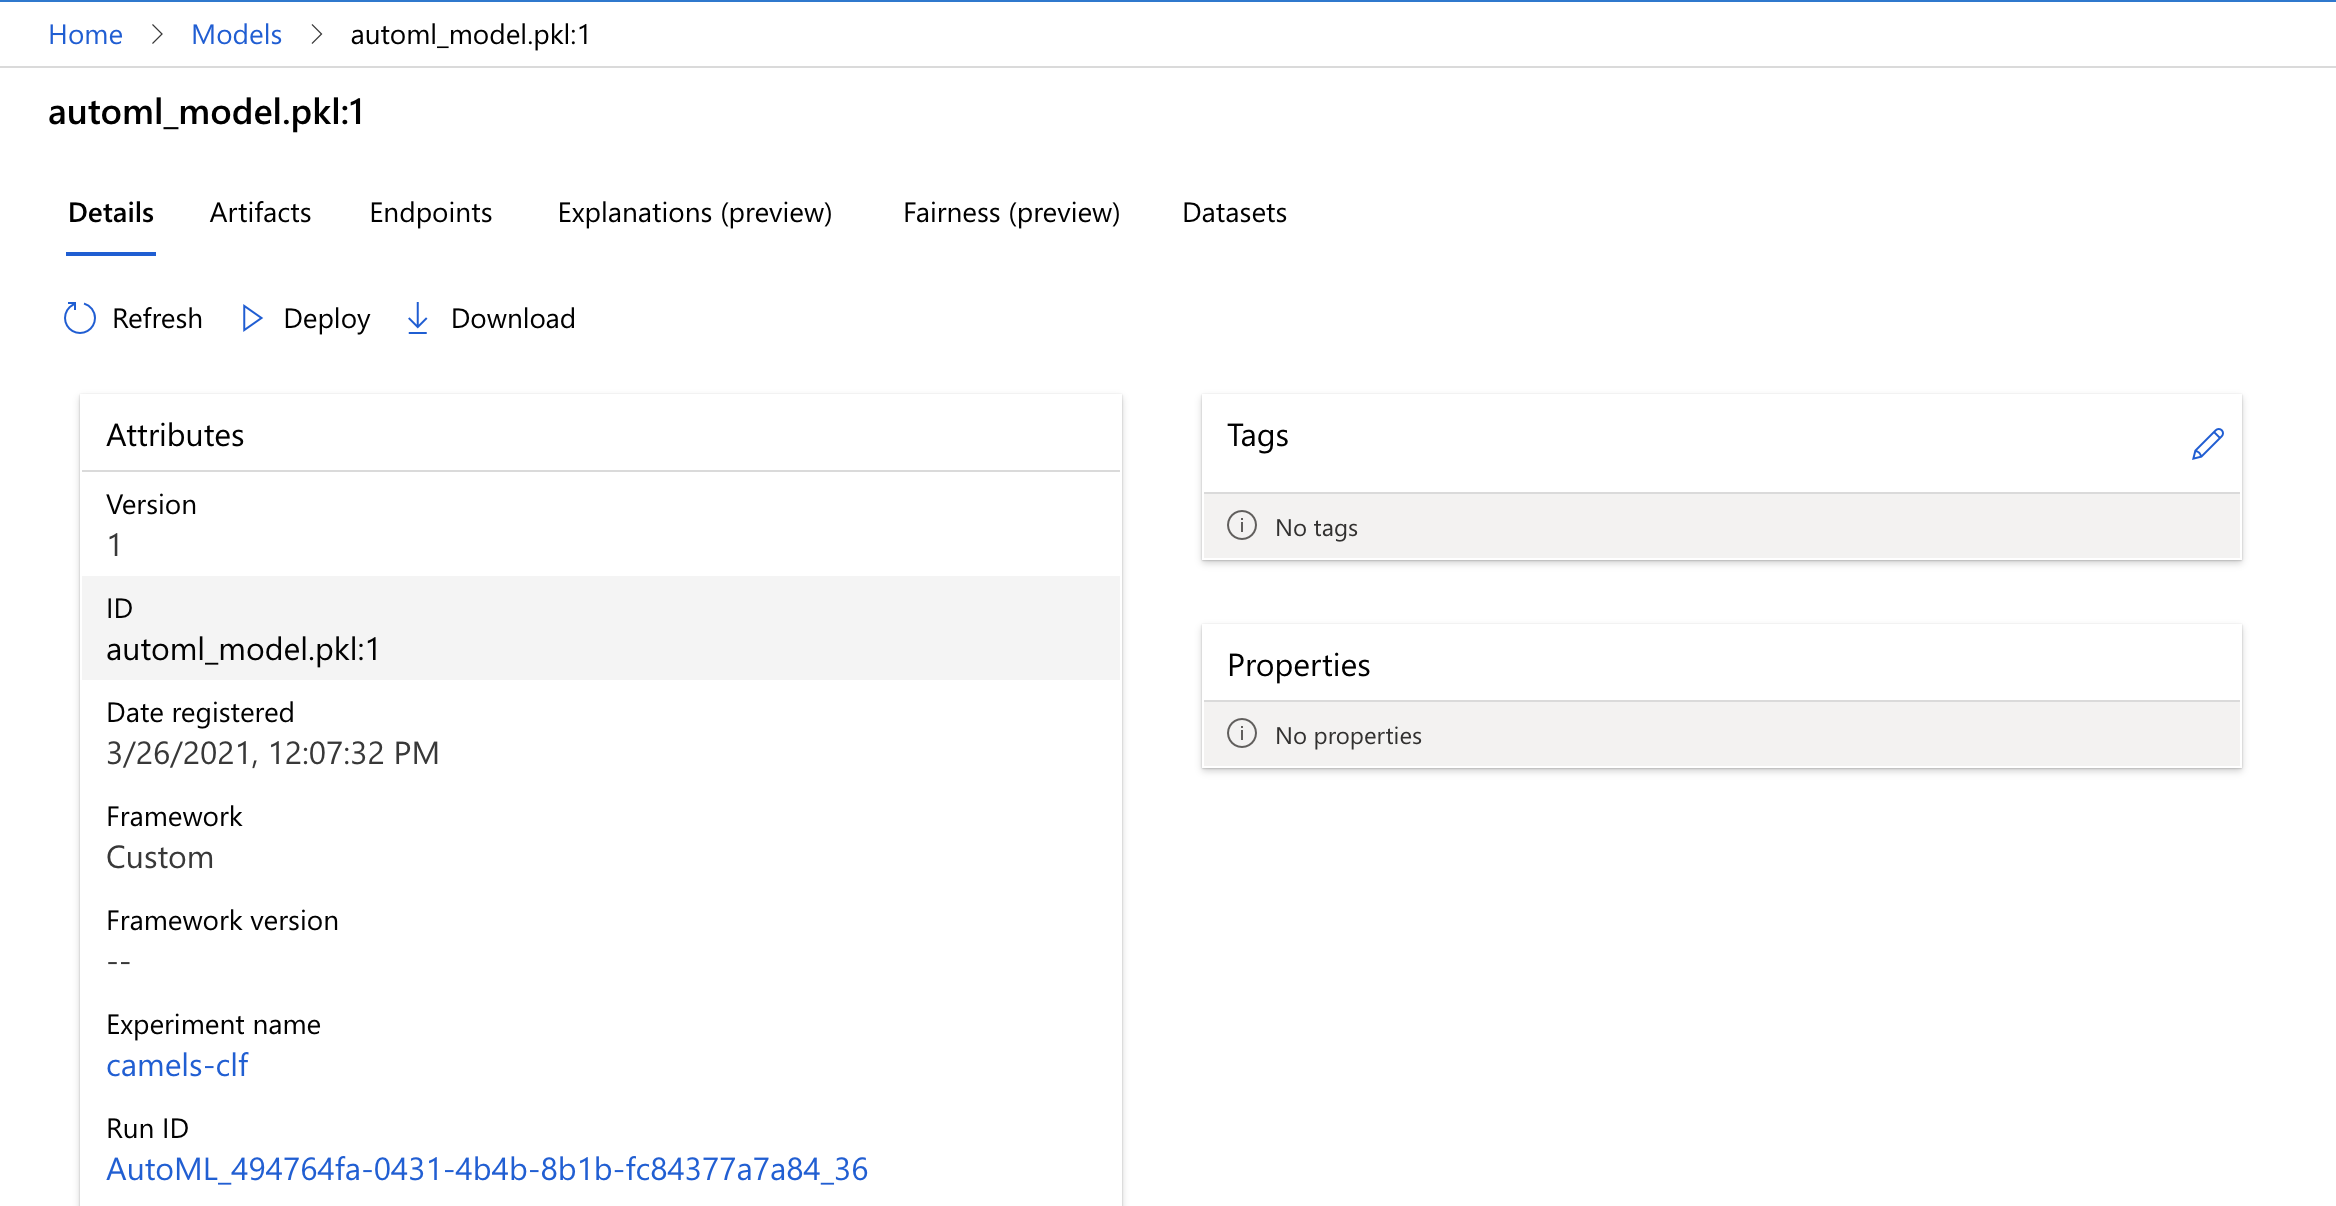 Home > Models > automl_model.pkl:1
automl_model.pkl:1
Details Artifacts Endpoints Explanations (preview) Fairness (preview) Datasets
Refresh Deploy Download
Attributes
Version
1
ID
automl_model.pkl:1
Date registered
3/26/2021, 12:07:32 PM
Framework
Custom
Framework version
--
Experiment name
camels-clf
Run ID
AutoML_494764fa-0431-4b4b-8b1b-fc84377a7a84_36
Tags
No tags
Properties
No properties